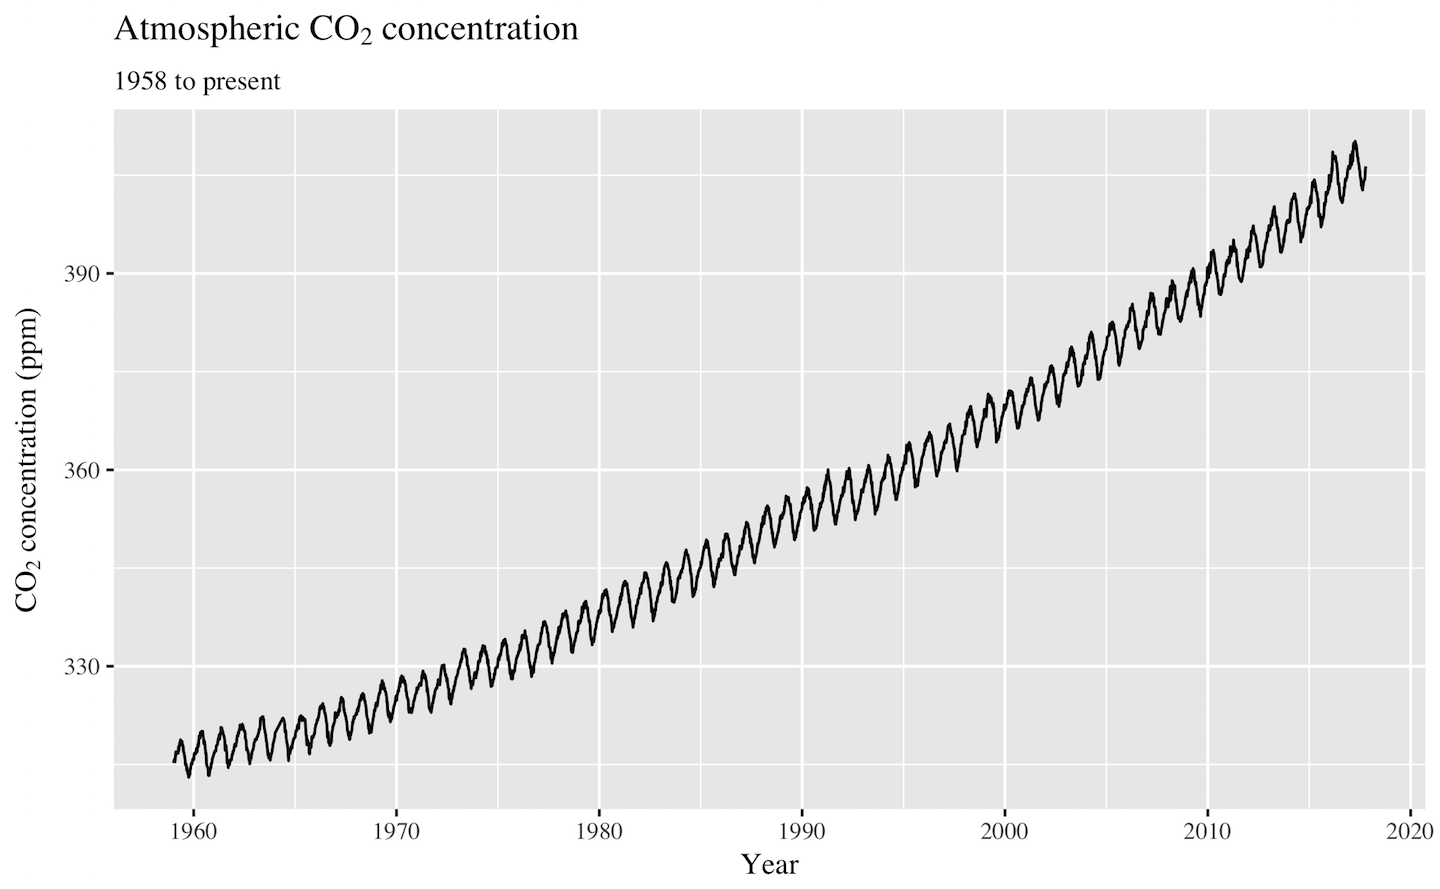 Atmospheric CO₂ concentration
1958 to present
CO₂ concentration (ppm)
390
360
330
1960 1970 1980 1990 2000 2010 2020
Year